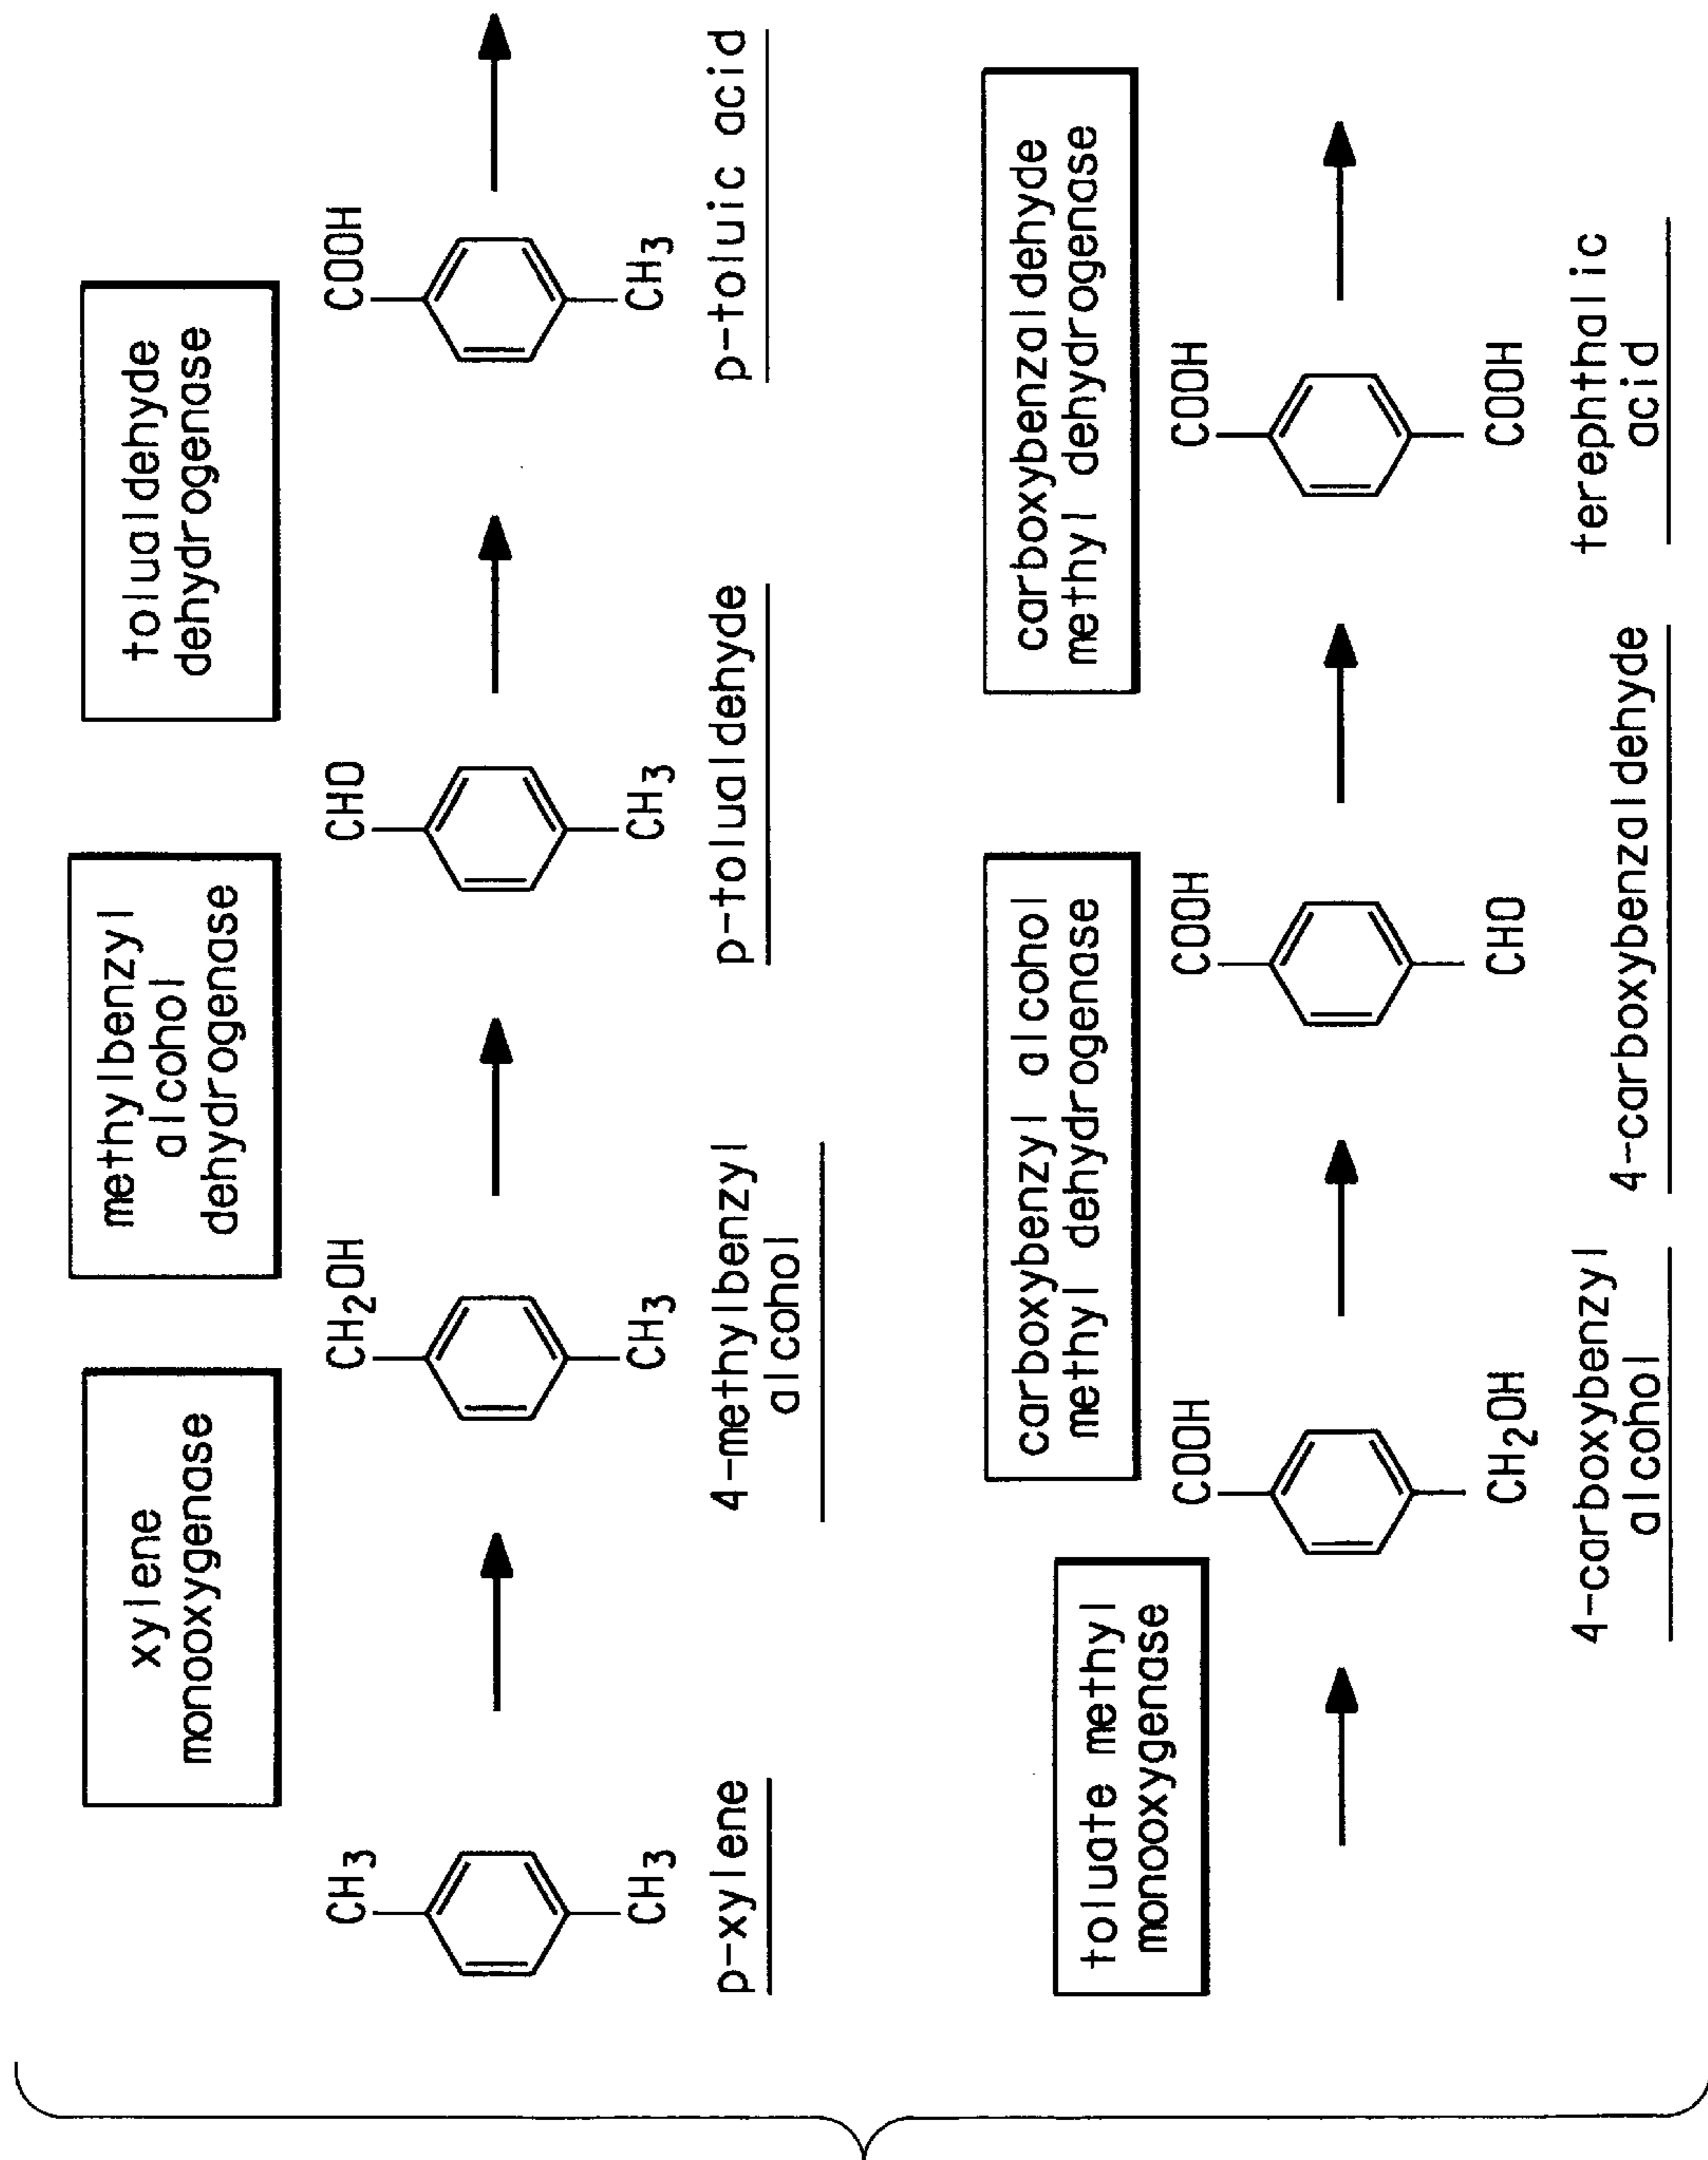 xylene
monooxygenase
methylbenzyl
alcohol
dehydrogenase
tolualdehyde
dehydrogenase
CH3
CH2OH
CHO
COOH
CH3
CH3
CH3
CH3
p-xylene
4-methylbenzyl
alcohol
p-tolualdehyde
p-toluic acid
toluate methyl
monooxygenase
carboxybenzyl alcohol
methyl dehydrogenase
carboxybenzaldehyde
methyl dehydrogenase
COOH
COOH
COOH
CH2OH
CHO
COOH
4-carboxybenzyl
alcohol
4-carboxybenzaldehyde
terephthalic
acid